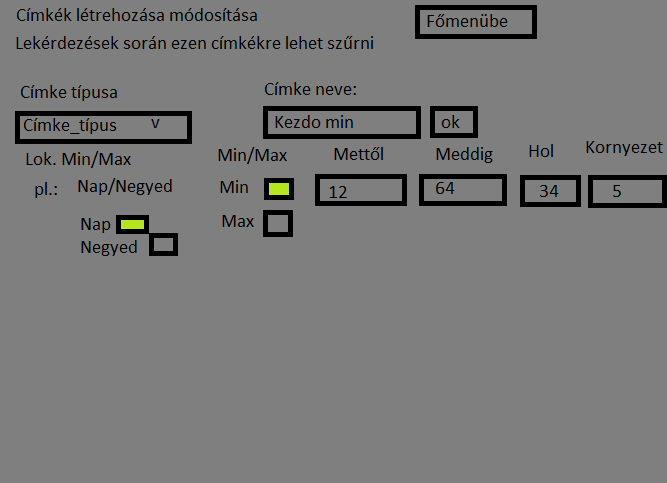 Címkék létrehozása módosítása
Főmenübe
Lekérdezések során ezen címkékre lehet szűrni
Címke típusa
Címke neve:
Címke_típus v
Kezdo min
ok
Lok. Min/Max
Min/Max
Mettől
Meddig
Hol
Kornyezet
pl.:
Nap/Negyed
Min
12
64
34
5
Nap
Max
Negyed